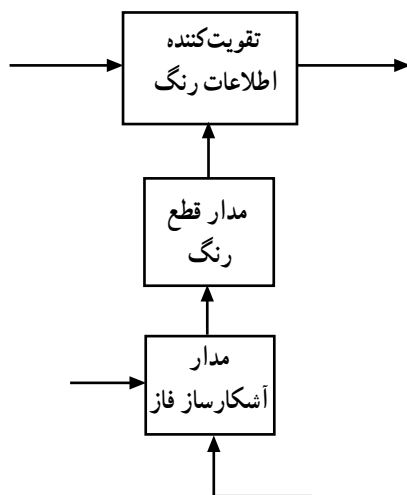 تقویت‌کننده
اطلاعات رنگ
مدار قطع
رنگ
مدار
آشکارساز فاز